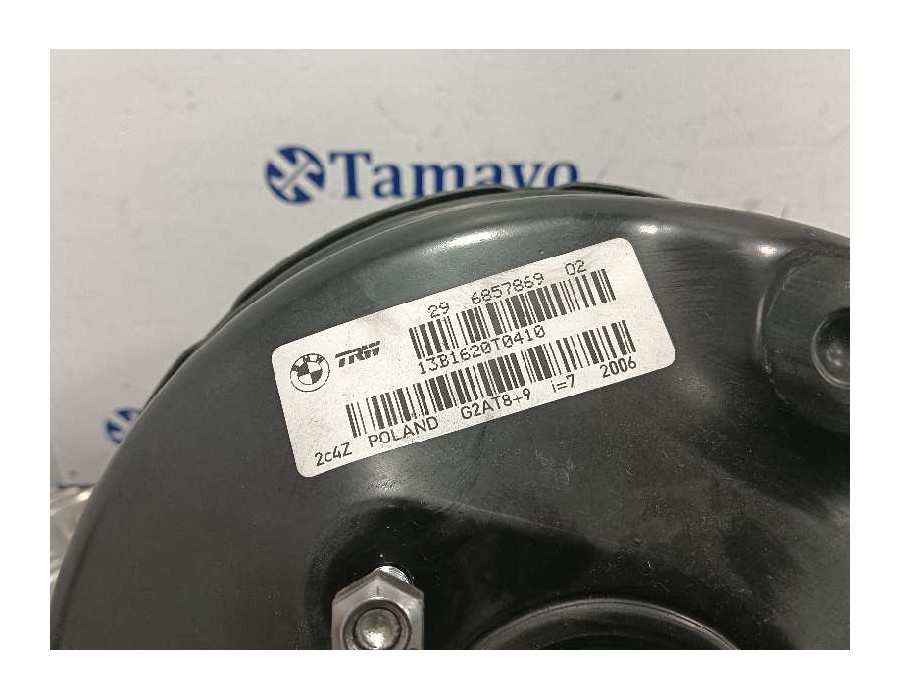 Tamayo
29 6857869 02
TRW
13B1620T0410
2c4Z POLAND G2AT8+9 i=7 2006